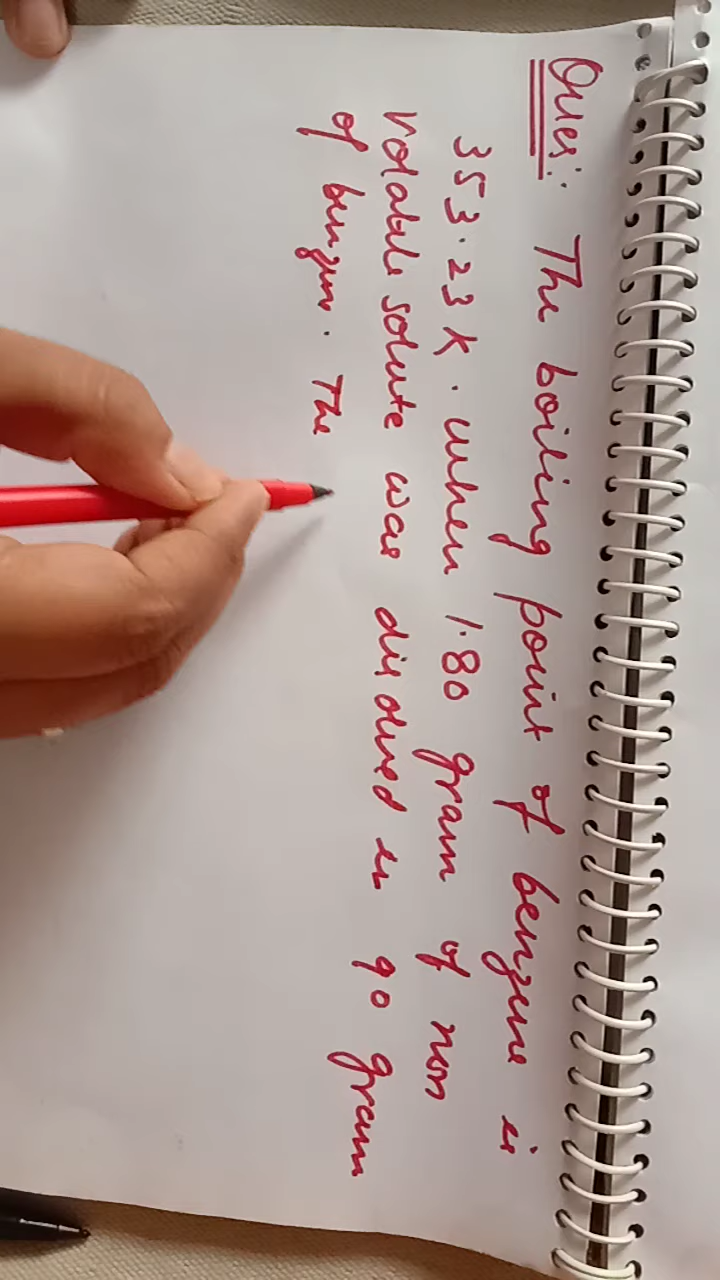 Ques:- The boiling point of benzene is
353.23 K. when 1.80 gram of non
volatile solute was disolved in 90 gram
of benzene. The